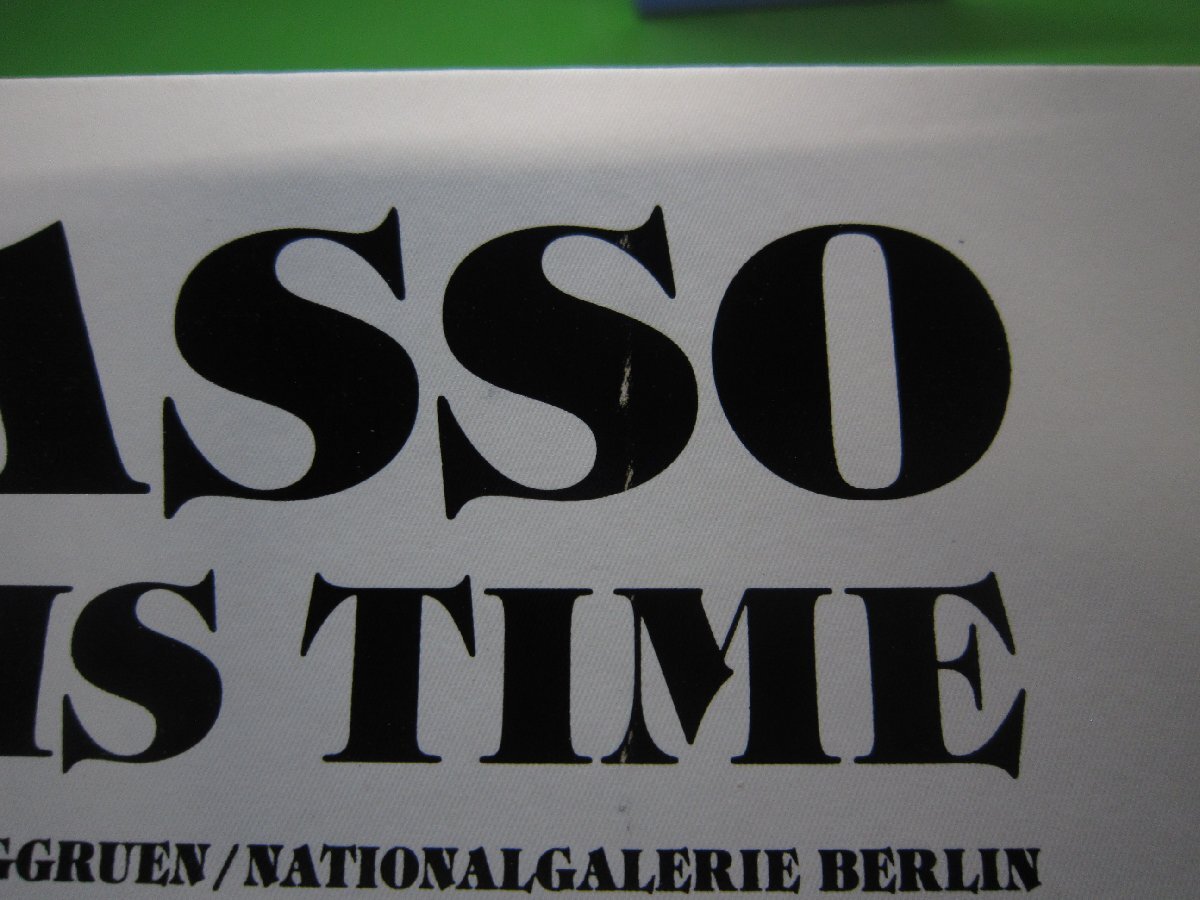 ASSO
IS TIME
GGRUEN/NATIONALGALERIE BERLIN